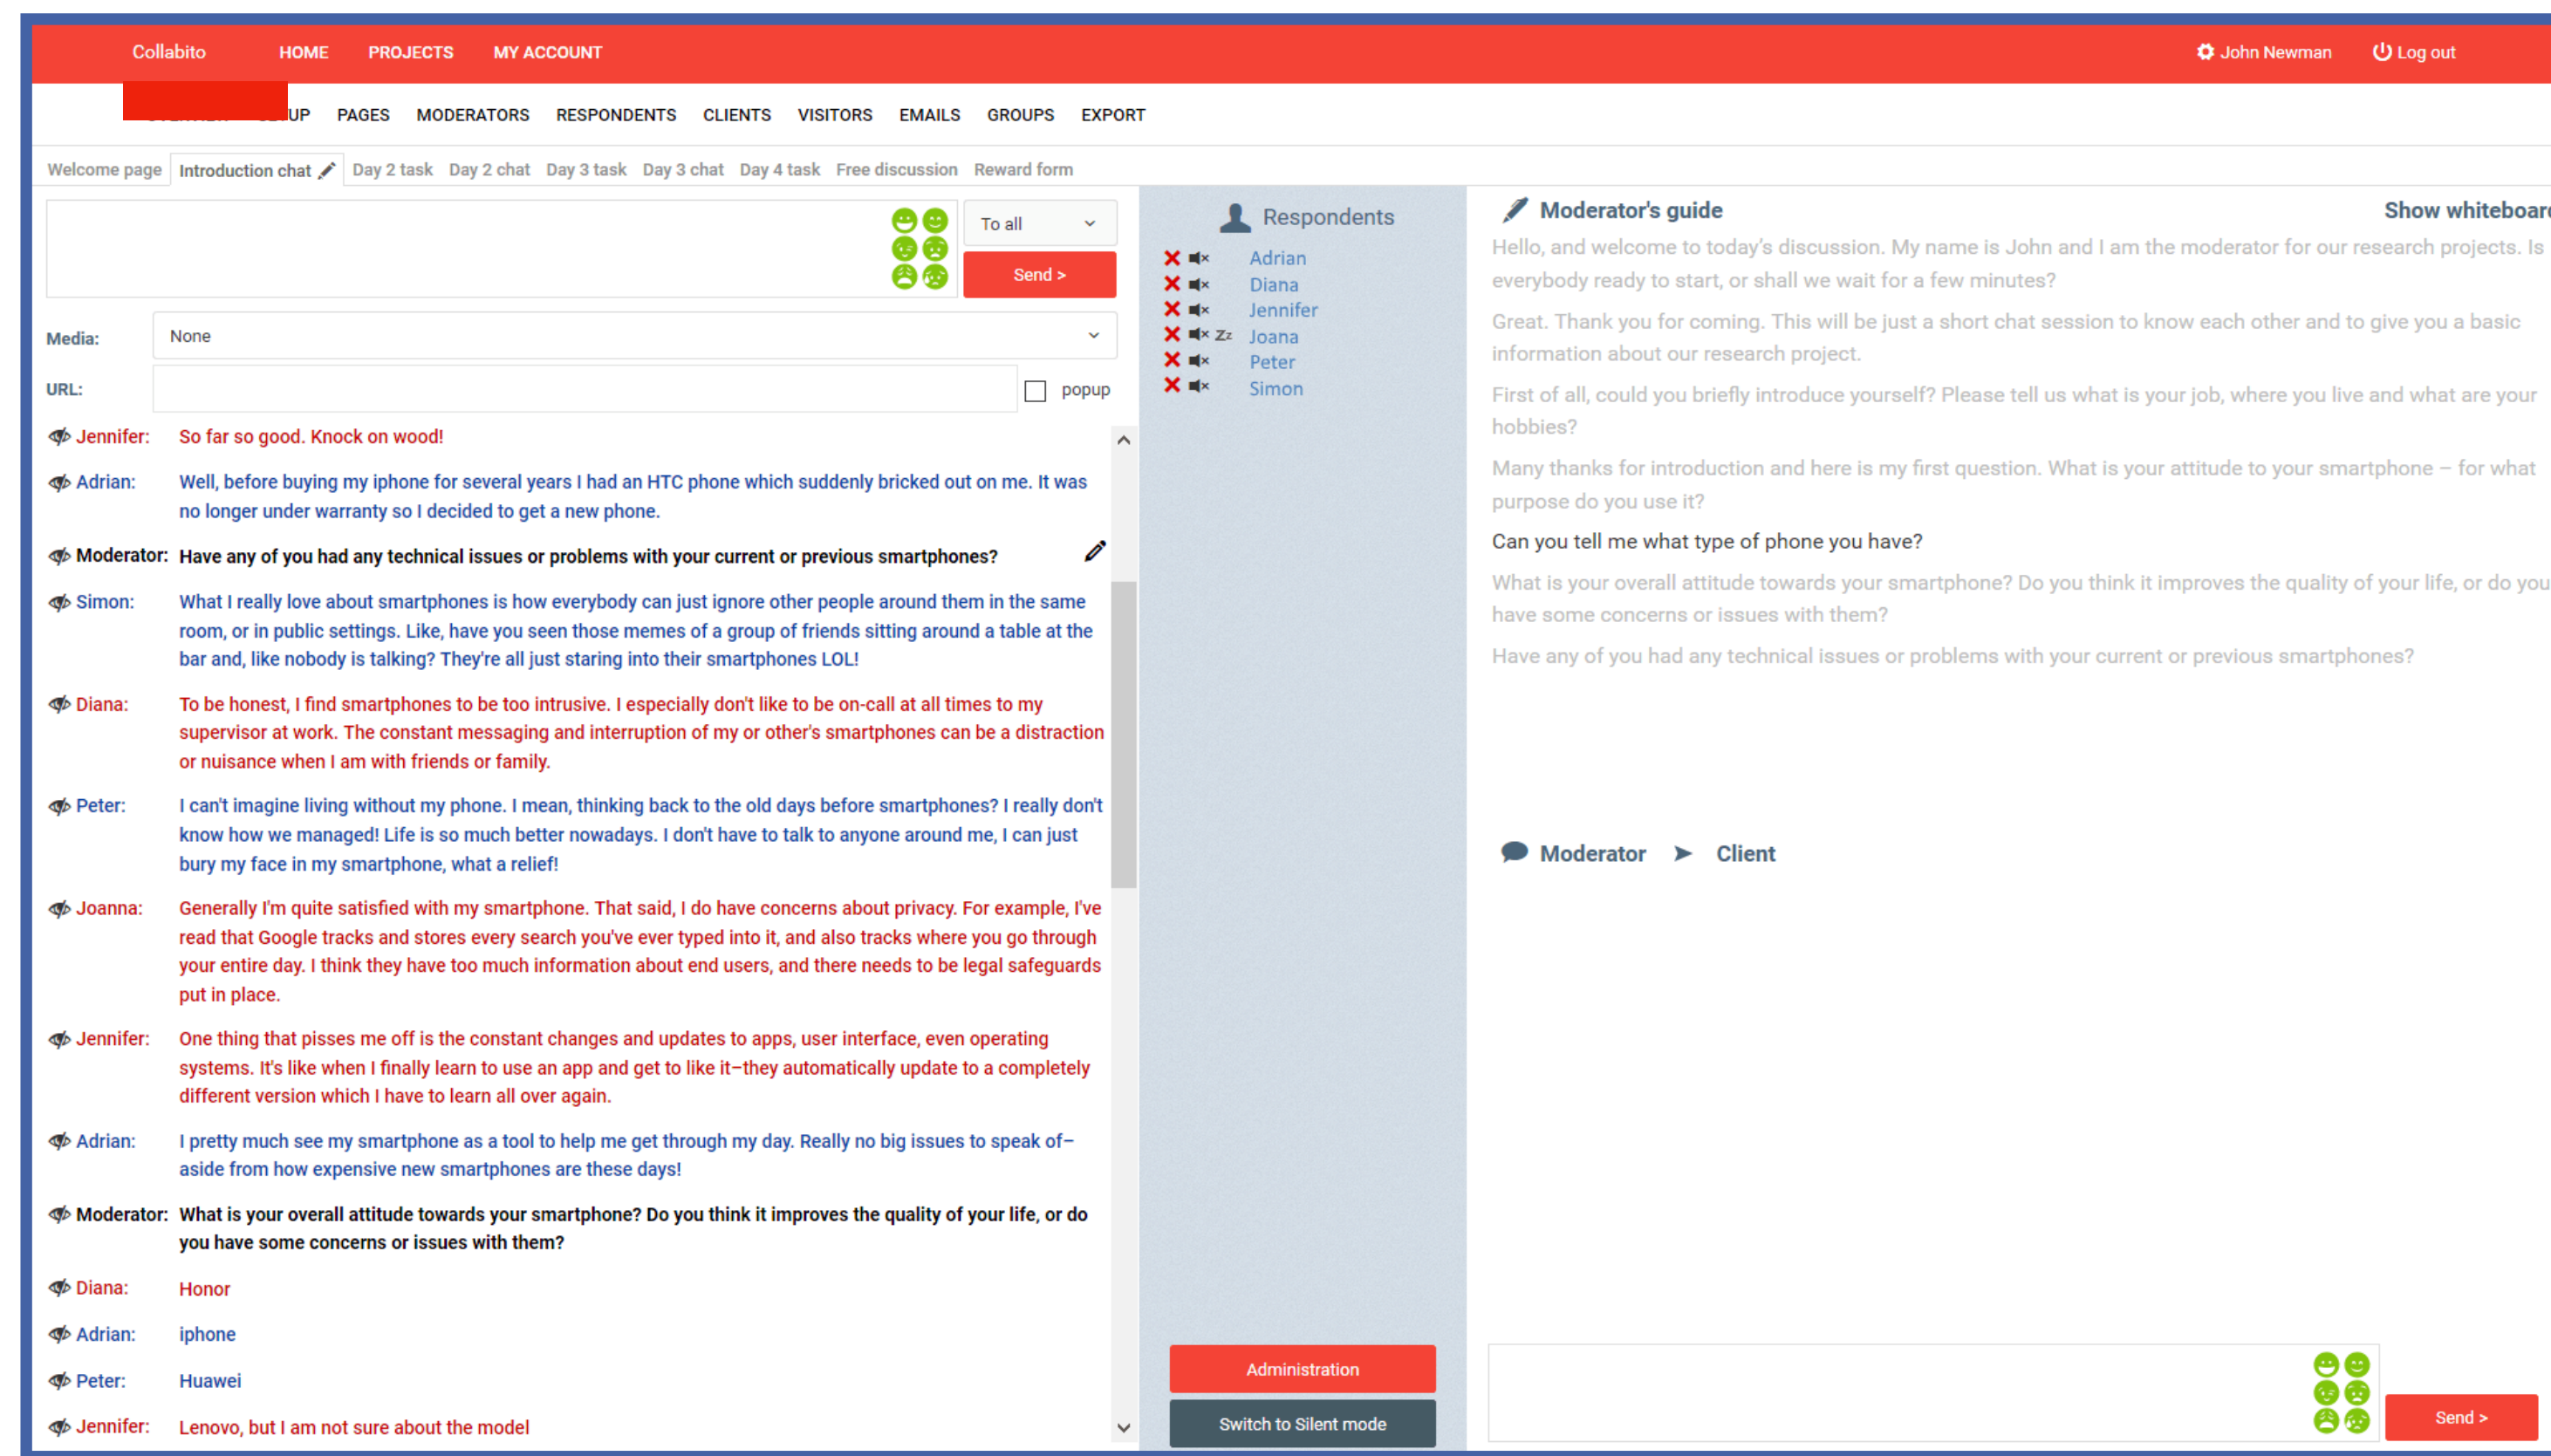 Collabito HOME PROJECTS MY ACCOUNT John Newman Log out
UP PAGES MODERATORS RESPONDENTS CLIENTS VISITORS EMAILS GROUPS EXPORT
Welcome page Introduction chat Day 2 task Day 2 chat Day 3 task Day 3 chat Day 4 task Free discussion Reward form
To all
Send >
Media: None
URL: popup
Jennifer: So far so good. Knock on wood!
Adrian: Well, before buying my iphone for several years I had an HTC phone which suddenly bricked out on me. It was
no longer under warranty so I decided to get a new phone.
Moderator: Have any of you had any technical issues or problems with your current or previous smartphones?
Simon: What I really love about smartphones is how everybody can just ignore other people around them in the same
room, or in public settings. Like, have you seen those memes of a group of friends sitting around a table at the
bar and, like nobody is talking? They're all just staring into their smartphones LOL!
Diana: To be honest, I find smartphones to be too intrusive. I especially don't like to be on-call at all times to my
supervisor at work. The constant messaging and interruption of my or other's smartphones can be a distraction
or nuisance when I am with friends or family.
Peter: I can't imagine living without my phone. I mean, thinking back to the old days before smartphones? I really don't
know how we managed! Life is so much better nowadays. I don't have to talk to anyone around me, I can just
bury my face in my smartphone, what a relief!
Joanna: Generally I'm quite satisfied with my smartphone. That said, I do have concerns about privacy. For example, I've
read that Google tracks and stores every search you've ever typed into it, and also tracks where you go through
your entire day. I think they have too much information about end users, and there needs to be legal safeguards
put in place.
Jennifer: One thing that pisses me off is the constant changes and updates to apps, user interface, even operating
systems. It's like when I finally learn to use an app and get to like it–they automatically update to a completely
different version which I have to learn all over again.
Adrian: I pretty much see my smartphone as a tool to help me get through my day. Really no big issues to speak of–
aside from how expensive new smartphones are these days!
Moderator: What is your overall attitude towards your smartphone? Do you think it improves the quality of your life, or do
you have some concerns or issues with them?
Diana: Honor
Adrian: iphone
Peter: Huawei
Jennifer: Lenovo, but I am not sure about the model
Respondents
Adrian
Diana
Jennifer
Zz Joana
Peter
Simon
Administration
Switch to Silent mode
Moderator's guide Show whiteboard
Hello, and welcome to today's discussion. My name is John and I am the moderator for our research projects. Is
everybody ready to start, or shall we wait for a few minutes?
Great. Thank you for coming. This will be just a short chat session to know each other and to give you a basic
information about our research project.
First of all, could you briefly introduce yourself? Please tell us what is your job, where you live and what are your
hobbies?
Many thanks for introduction and here is my first question. What is your attitude to your smartphone – for what
purpose do you use it?
Can you tell me what type of phone you have?
What is your overall attitude towards your smartphone? Do you think it improves the quality of your life, or do you
have some concerns or issues with them?
Have any of you had any technical issues or problems with your current or previous smartphones?
Moderator ➤ Client
Send >